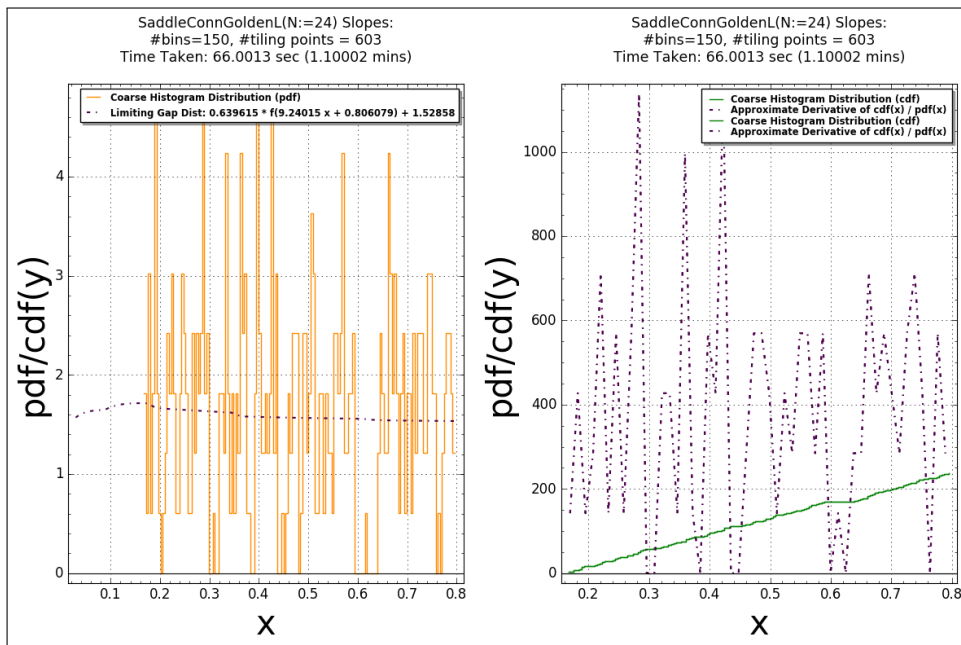 SaddleConnGoldenL(N:=24) Slopes:
#bins=150, #tiling points = 603
Time Taken: 66.0013 sec (1.10002 mins)
Coarse Histogram Distribution (pdf)
Limiting Gap Dist: 0.639615 * f(9.24015 x + 0.806079) + 1.52858
pdf/cdf(y)
4
3
2
1
0
0.1 0.2 0.3 0.4 0.5 0.6 0.7 0.8
x
SaddleConnGoldenL(N:=24) Slopes:
#bins=150, #tiling points = 603
Time Taken: 66.0013 sec (1.10002 mins)
Coarse Histogram Distribution (cdf)
Approximate Derivative of cdf(x) / pdf(x)
Coarse Histogram Distribution (cdf)
Approximate Derivative of cdf(x) / pdf(x)
pdf/cdf(y)
1000
800
600
400
200
0
0.2 0.3 0.4 0.5 0.6 0.7 0.8
x